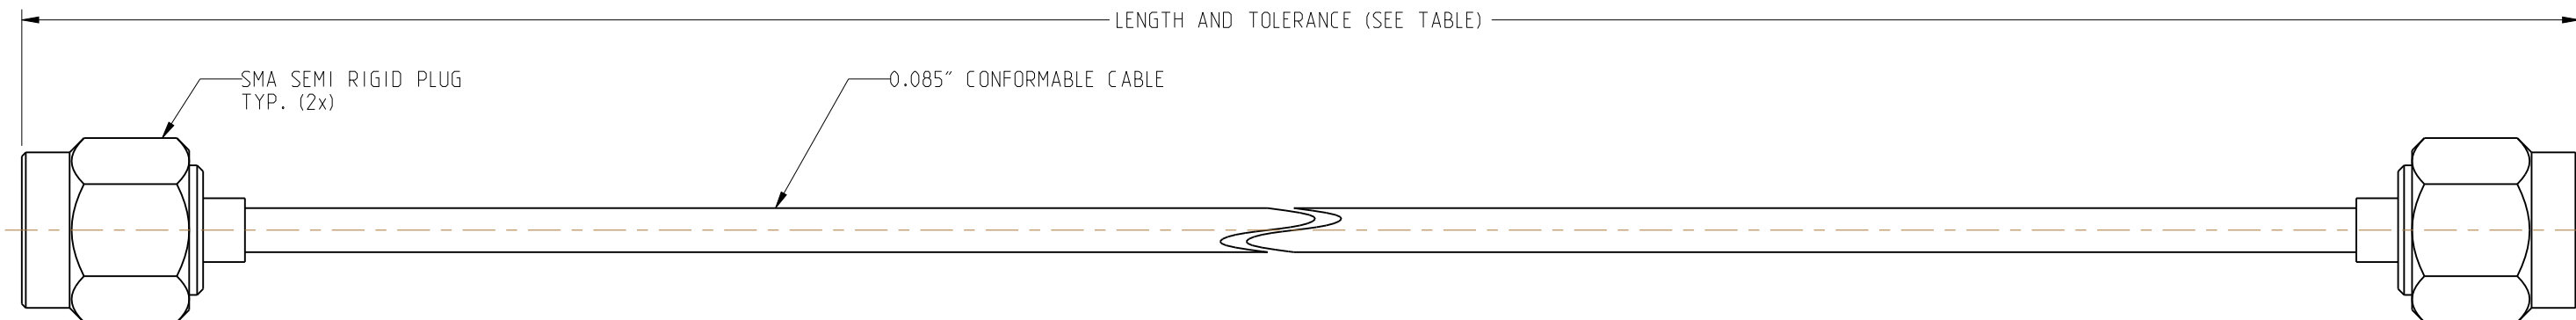 LENGTH AND TOLERANCE (SEE TABLE)
SMA SEMI RIGID PLUG
TYP. (2x)
0.085" CONFORMABLE CABLE